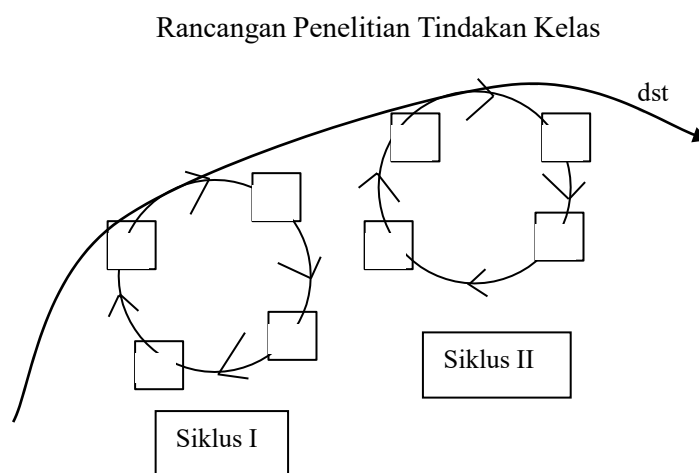 Rancangan Penelitian Tindakan Kelas
dst
Siklus II
Siklus I